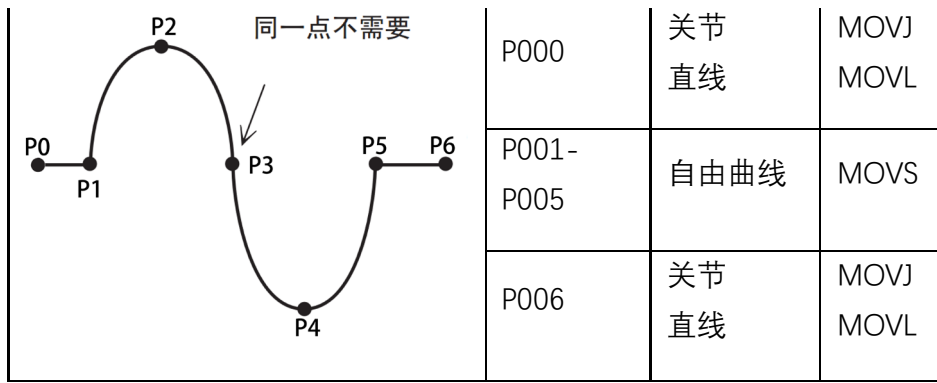 P2
同一点不需要
P0
P1
P3
P5
P6
P4
P000
关节
直线
MOVJ
MOVL
P001-
P005
自由曲线
MOVS
P006
关节
直线
MOVJ
MOVL